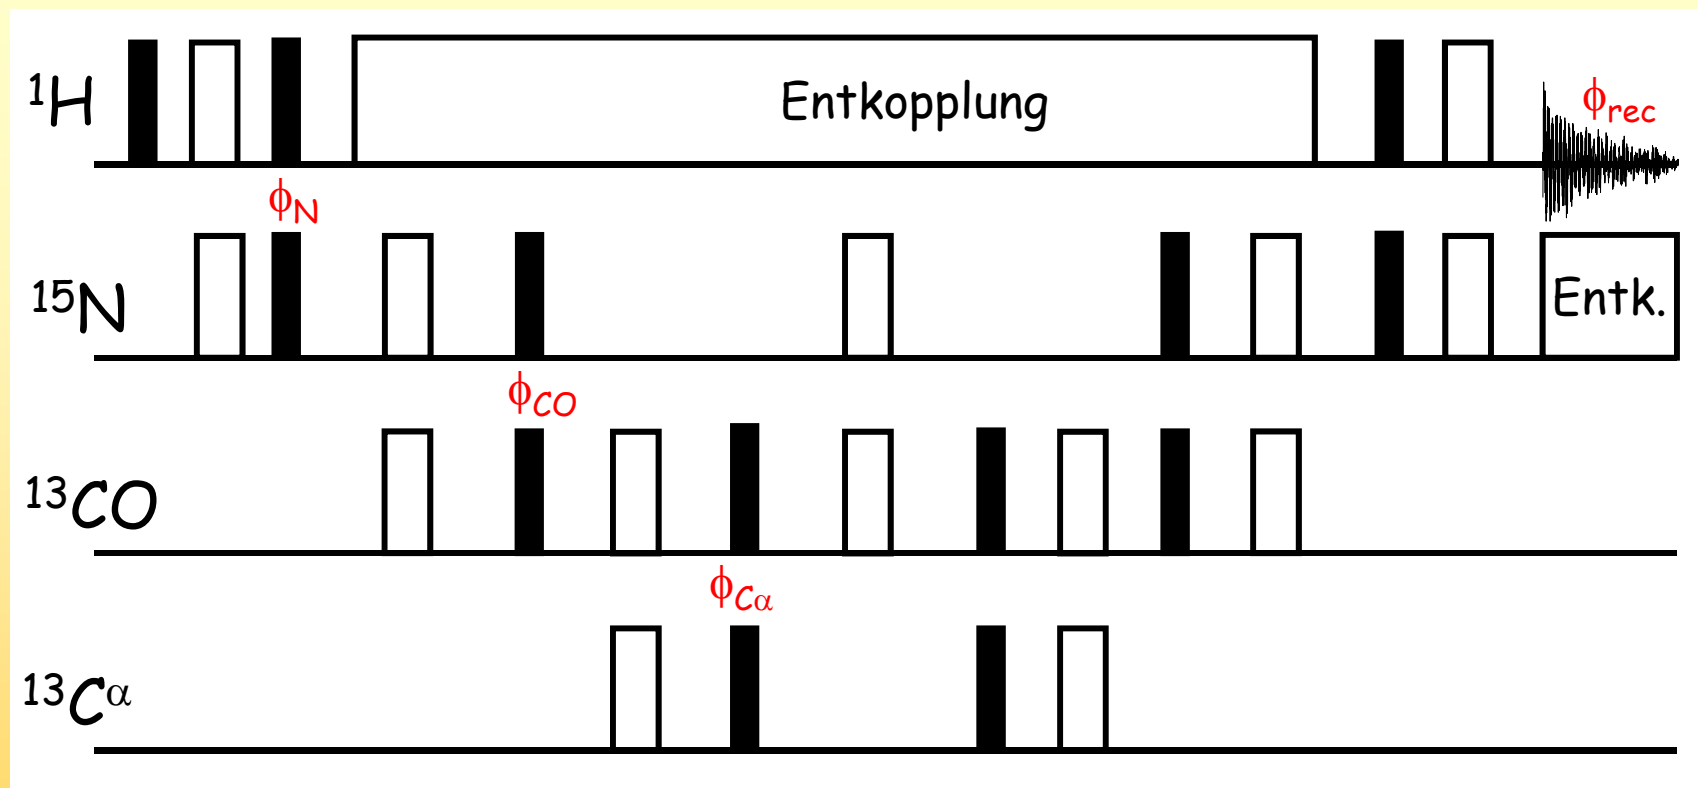 ¹H
Entkopplung
ϕrec
ϕN
¹⁵N
Entk.
ϕCO
¹³CO
ϕCα
¹³Cα